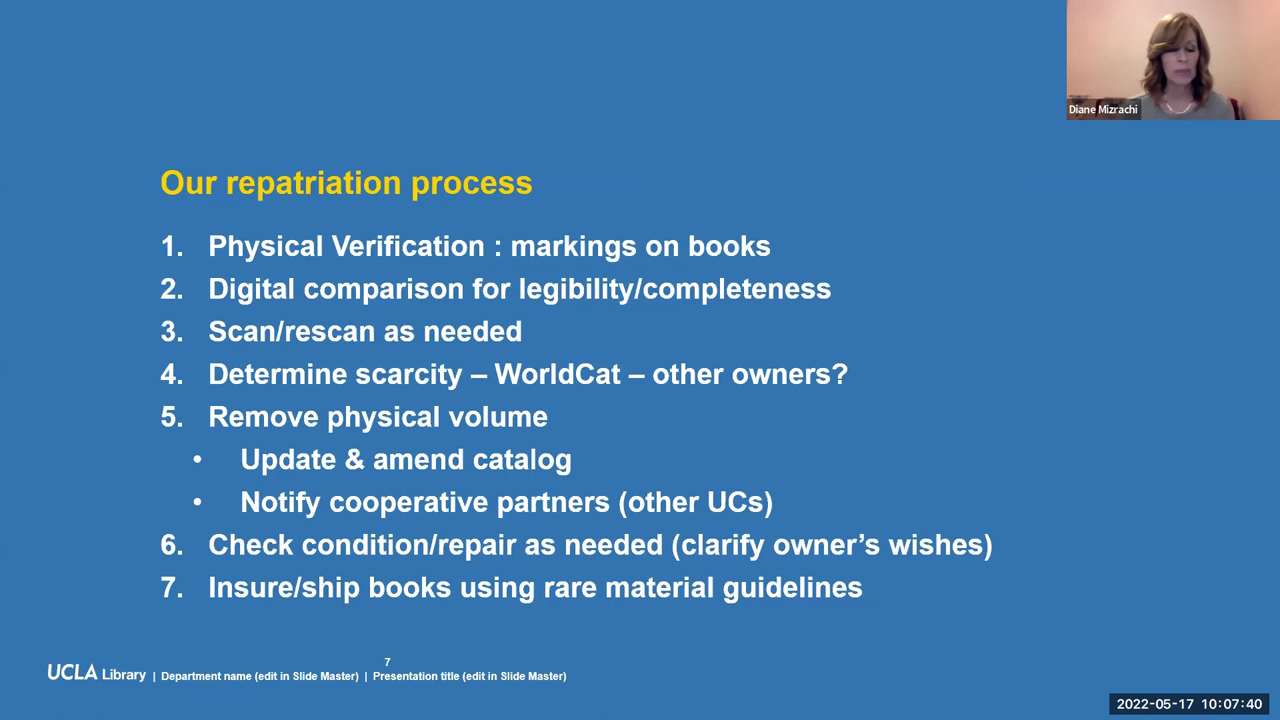 Diane Mizrachi
Our repatriation process
1. Physical Verification : markings on books
2. Digital comparison for legibility/completeness
3. Scan/rescan as needed
4. Determine scarcity – WorldCat – other owners?
5. Remove physical volume
• Update & amend catalog
• Notify cooperative partners (other UCs)
6. Check condition/repair as needed (clarify owner’s wishes)
7. Insure/ship books using rare material guidelines
7
UCLA Library | Department name (edit in Slide Master) | Presentation title (edit in Slide Master)
2022-05-17 10:07:40